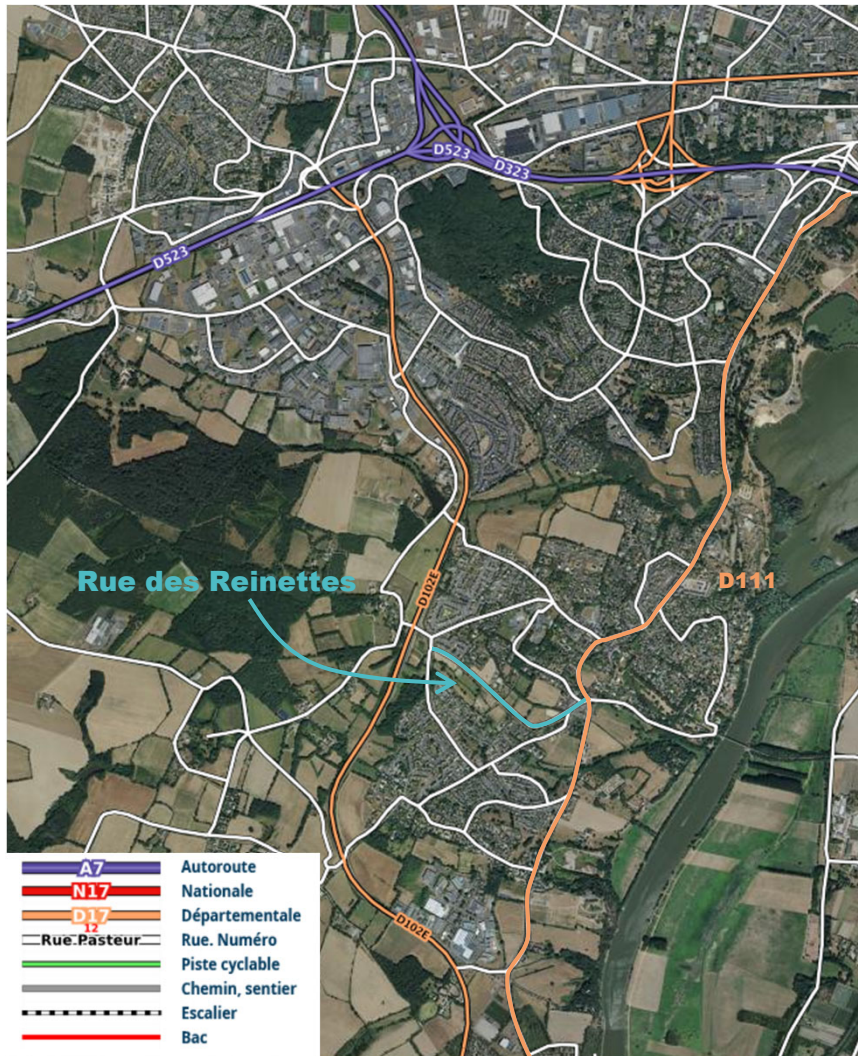 D523
D323
D523
Rue des Reinettes
D102E
D111
D102E
A7 Autoroute
N17 Nationale
D17 Départementale
12
Rue Pasteur Rue. Numéro
Piste cyclable
Chemin, sentier
Escalier
Bac